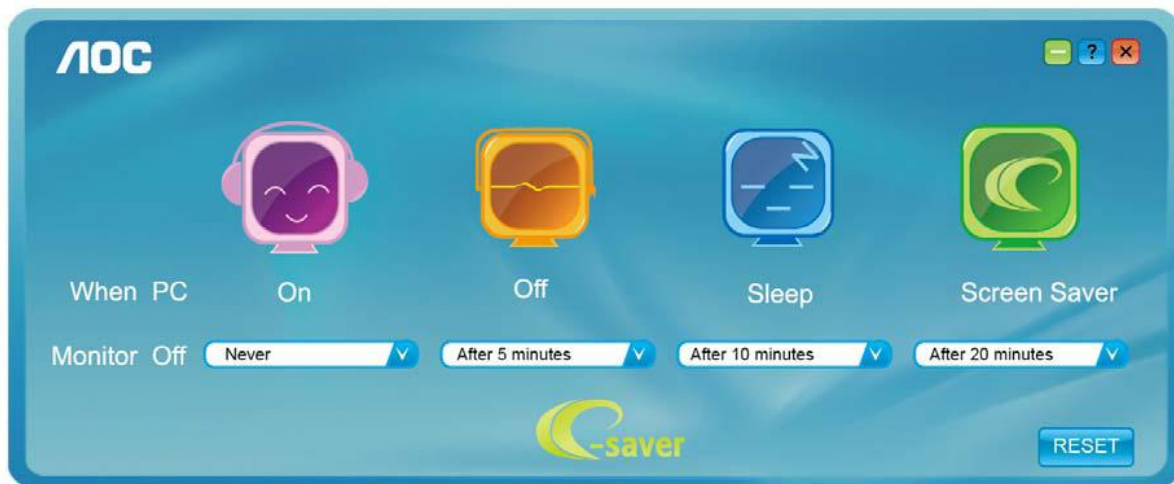 AOC
?
When PC On Off Sleep Screen Saver
Monitor Off Never After 5 minutes After 10 minutes After 20 minutes
e-saver
RESET